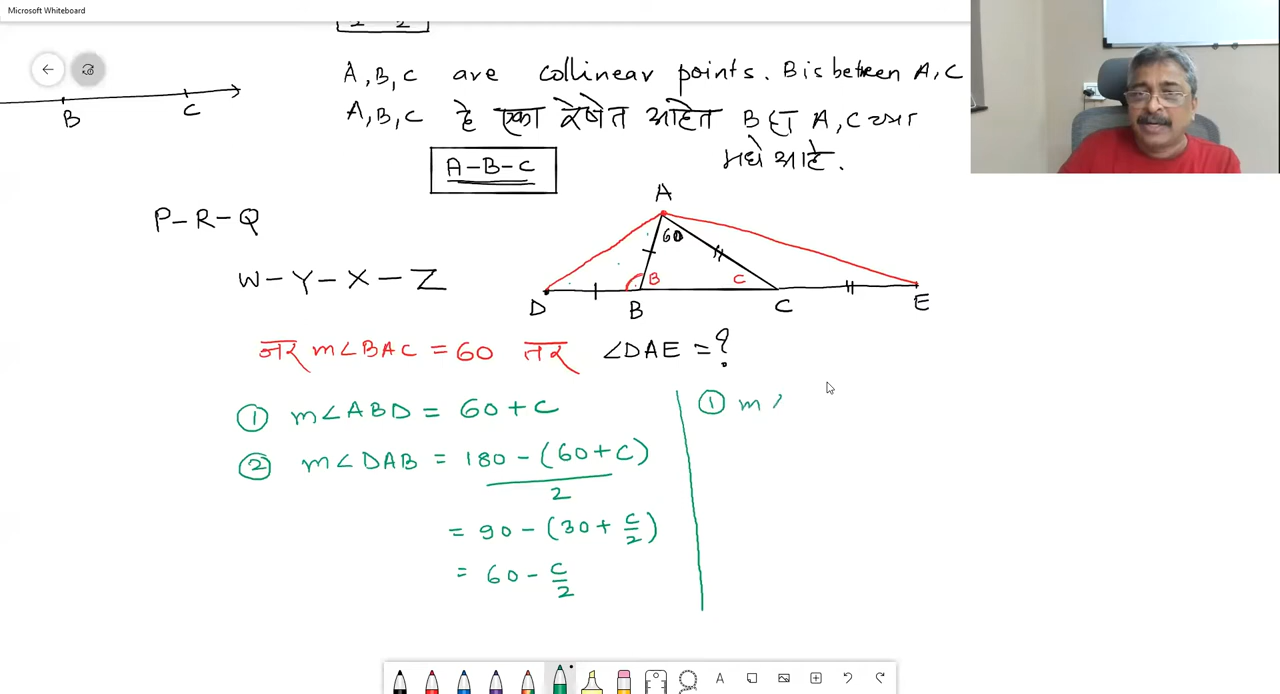 Microsoft Whiteboard
A, B, C are collinear points. B is between A, C
B C
A, B, C हे एका रेषेत आहेत B हा A, C च्या
मधे आहे.
A-B-C
P-R-Q
W-Y-X-Z
A
60
B C
D B C E
जर m∠BAC = 60 तर ∠DAE = ?
① m∠ABD = 60 + C
② m∠DAB = 180 - (60 + C)
2
= 90 - (30 + C/2)
= 60 - C/2
① m